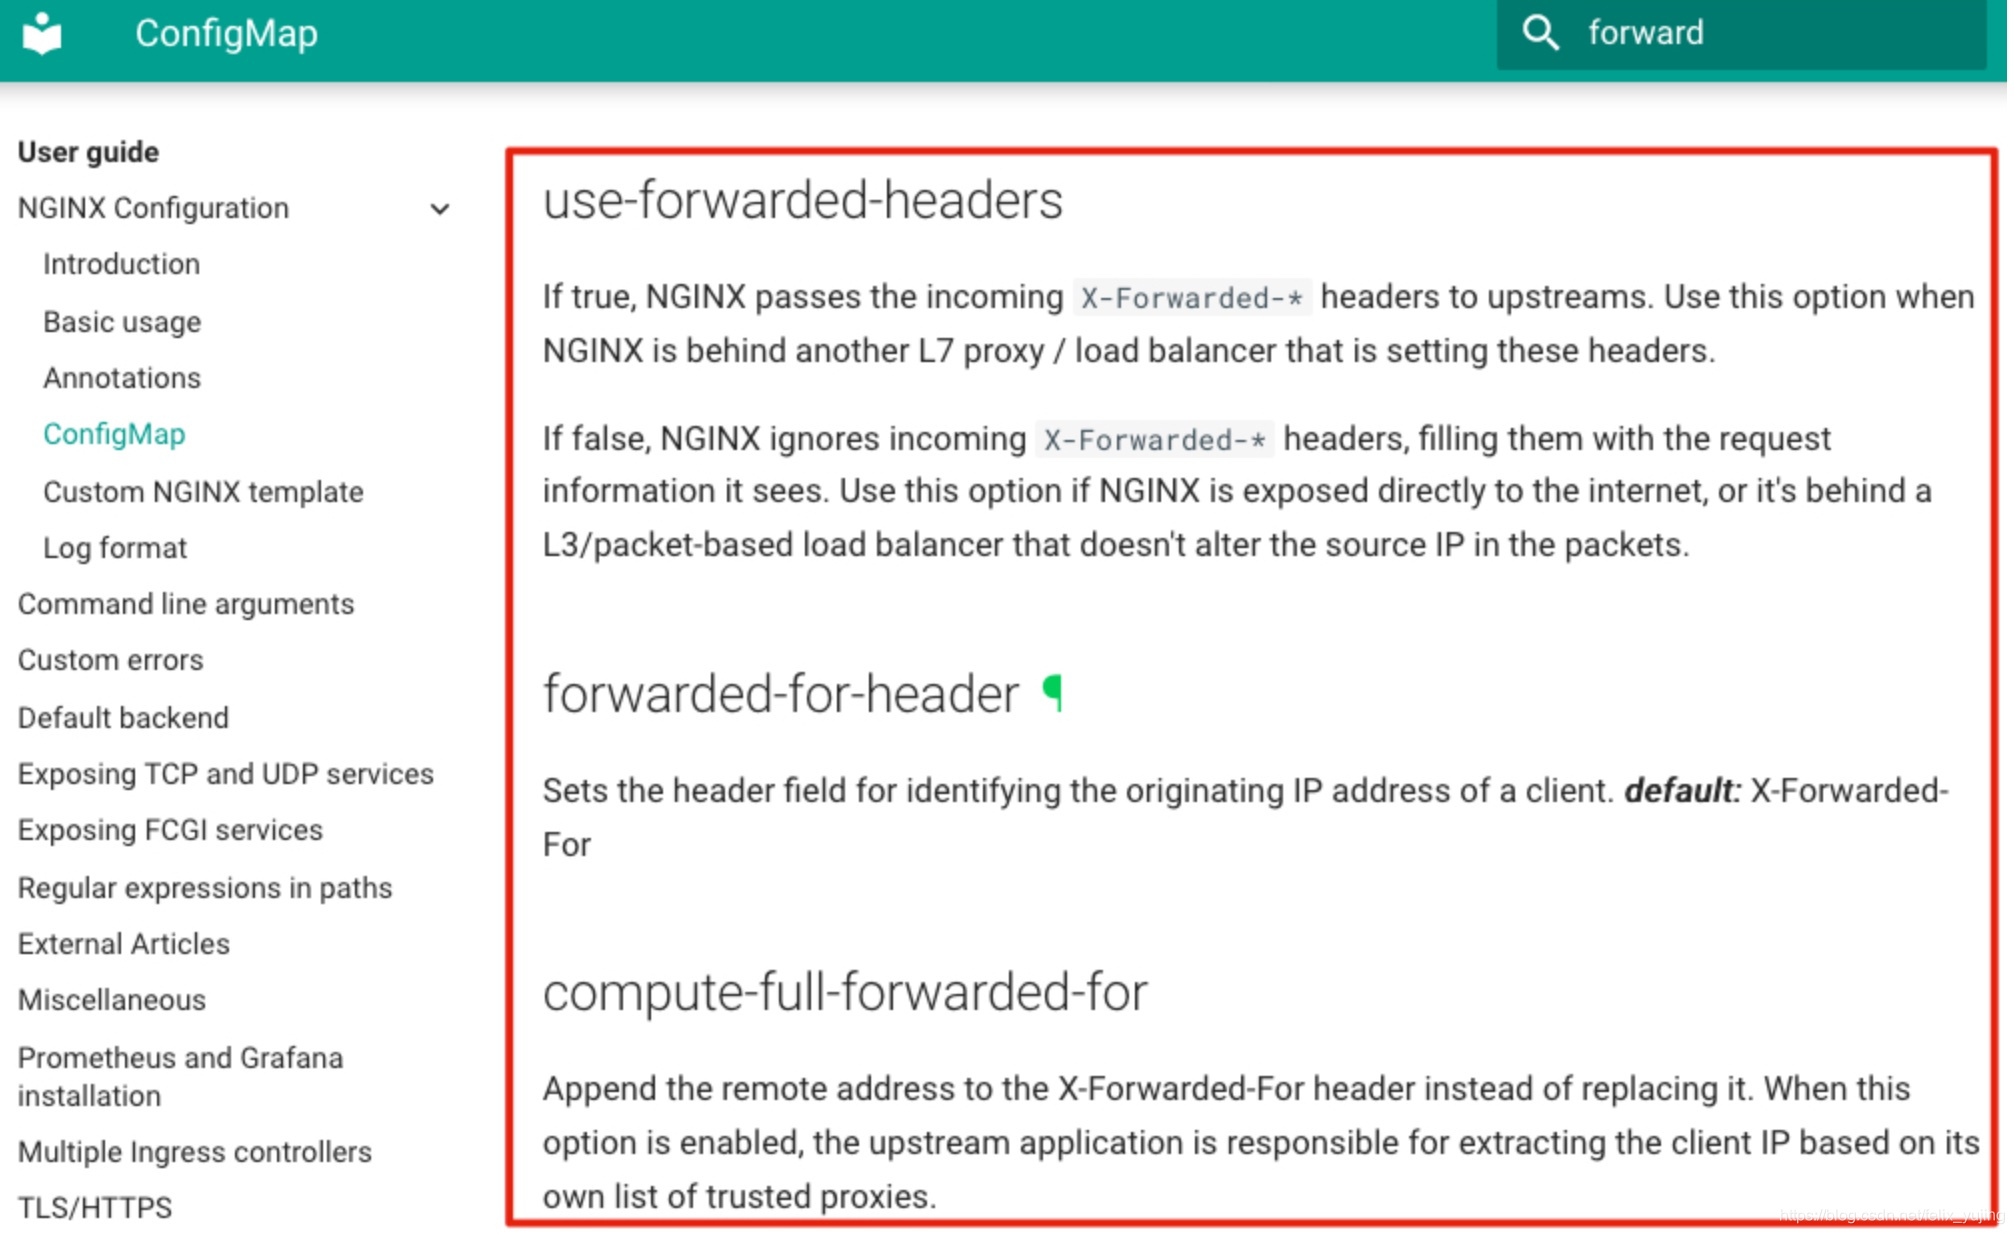 ConfigMap
forward
User guide
NGINX Configuration
Introduction
Basic usage
Annotations
ConfigMap
Custom NGINX template
Log format
Command line arguments
Custom errors
Default backend
Exposing TCP and UDP services
Exposing FCGI services
Regular expressions in paths
External Articles
Miscellaneous
Prometheus and Grafana
installation
Multiple Ingress controllers
TLS/HTTPS
use-forwarded-headers
If true, NGINX passes the incoming X-Forwarded-* headers to upstreams. Use this option when
NGINX is behind another L7 proxy / load balancer that is setting these headers.
If false, NGINX ignores incoming X-Forwarded-* headers, filling them with the request
information it sees. Use this option if NGINX is exposed directly to the internet, or it's behind a
L3/packet-based load balancer that doesn't alter the source IP in the packets.
forwarded-for-header ¶
Sets the header field for identifying the originating IP address of a client. default: X-Forwarded-
For
compute-full-forwarded-for
Append the remote address to the X-Forwarded-For header instead of replacing it. When this
option is enabled, the upstream application is responsible for extracting the client IP based on its
own list of trusted proxies.
https://blog.csdn.net/felix_yujing